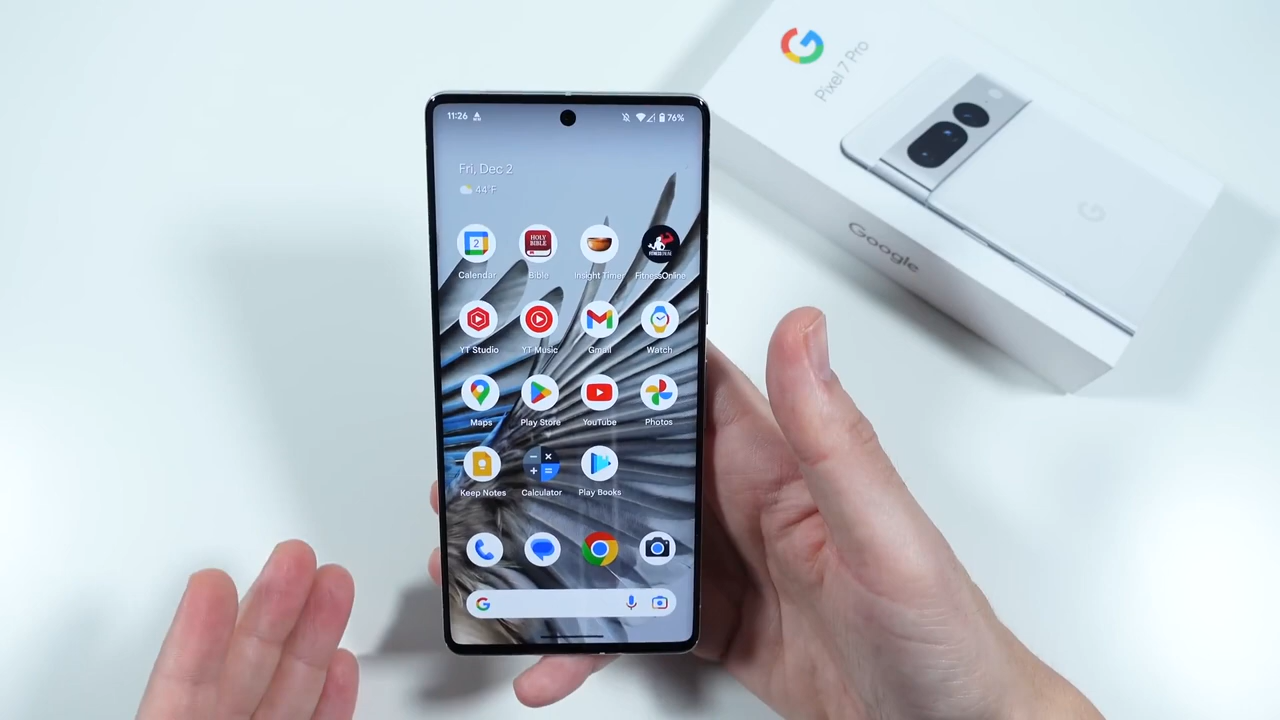 11:26
76%
Fri, Dec 2
44°F
2
HOLY
BIBLE
Calendar
Bible
Insight Timer
FitnessOnline
YT Studio
YT Music
Gmail
Watch
Maps
Play Store
YouTube
Photos
Keep Notes
Calculator
Play Books
G
G
Pixel 7 Pro
G
Google